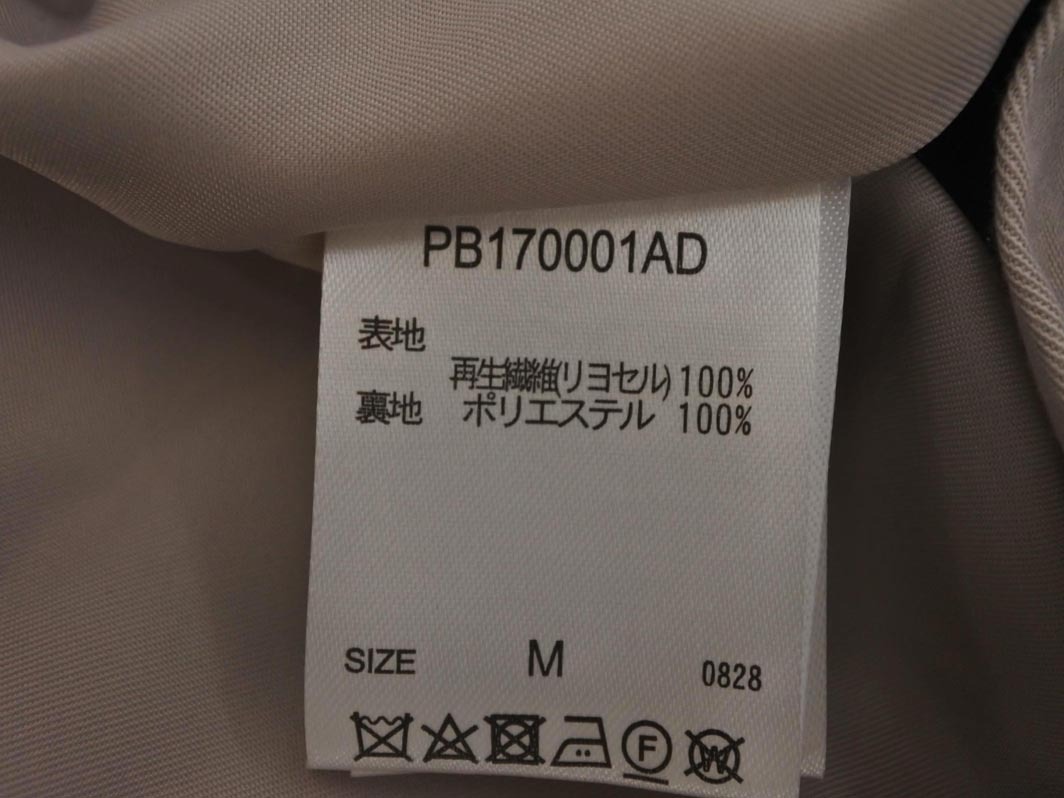 PB170001AD
表地
再生繊維(リヨセル)100%
裏地 ポリエステル 100%
SIZE M 0828
F
W